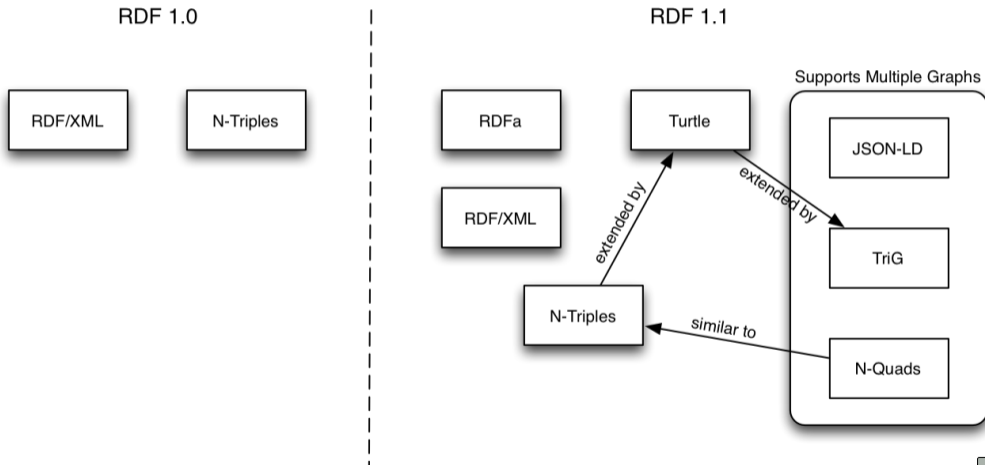 RDF 1.0
RDF 1.1
RDF/XML
N-Triples
RDFa
Turtle
Supports Multiple Graphs
JSON-LD
extended by
extended by
RDF/XML
TriG
N-Triples
similar to
N-Quads